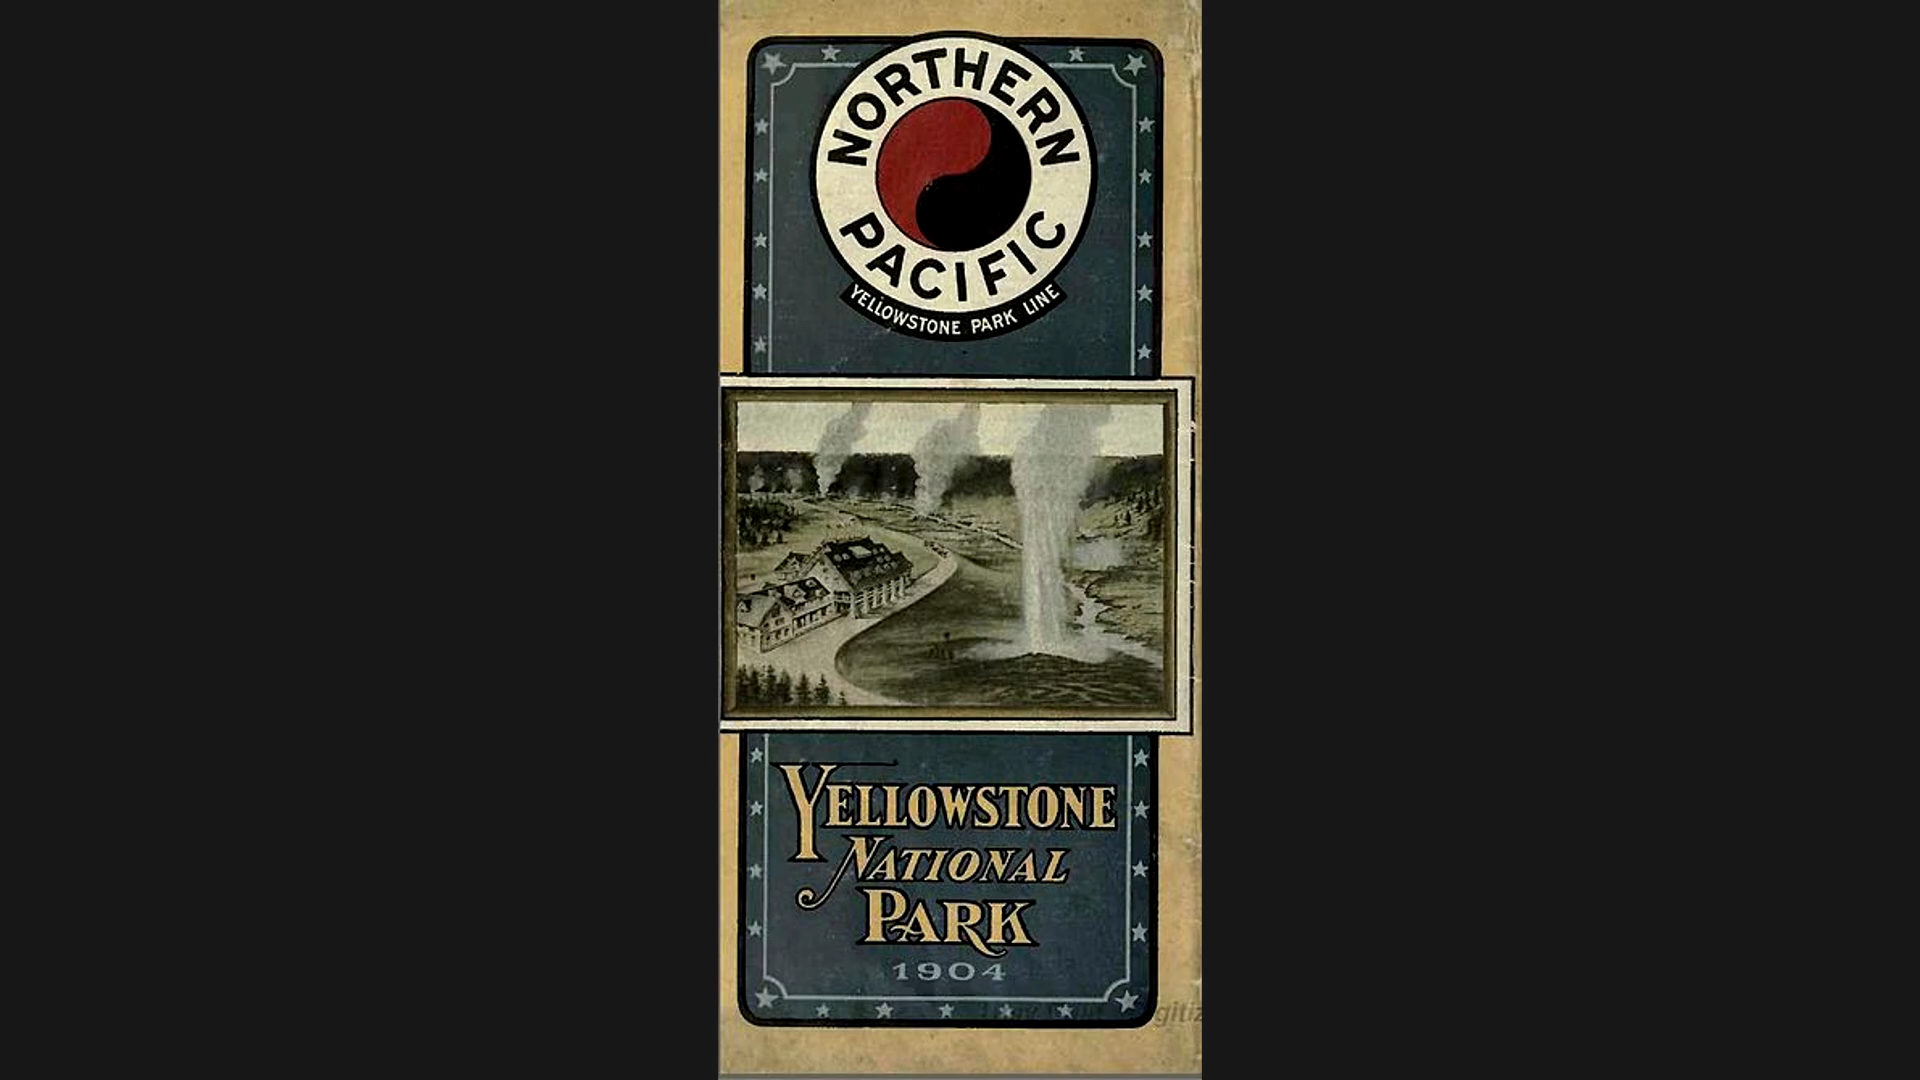 NORTHERN
PACIFIC
YELLOWSTONE PARK LINE
YELLOWSTONE
NATIONAL
PARK
1904